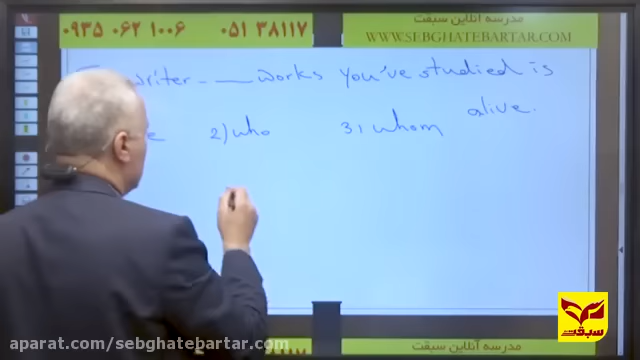 مدرسه آنلاین سبقت
۰۹۳۵ ۰۶۲ ۱۰۰۶ ۰۵۱ ۳۸۱۱۷
WWW.SEBGHATEBARTAR.COM
writer - ___ works you've studied is
alive.
2) who 3) whom
سبقت
aparat.com/sebghatebartar.com
مدرسه آنلاین سبقت